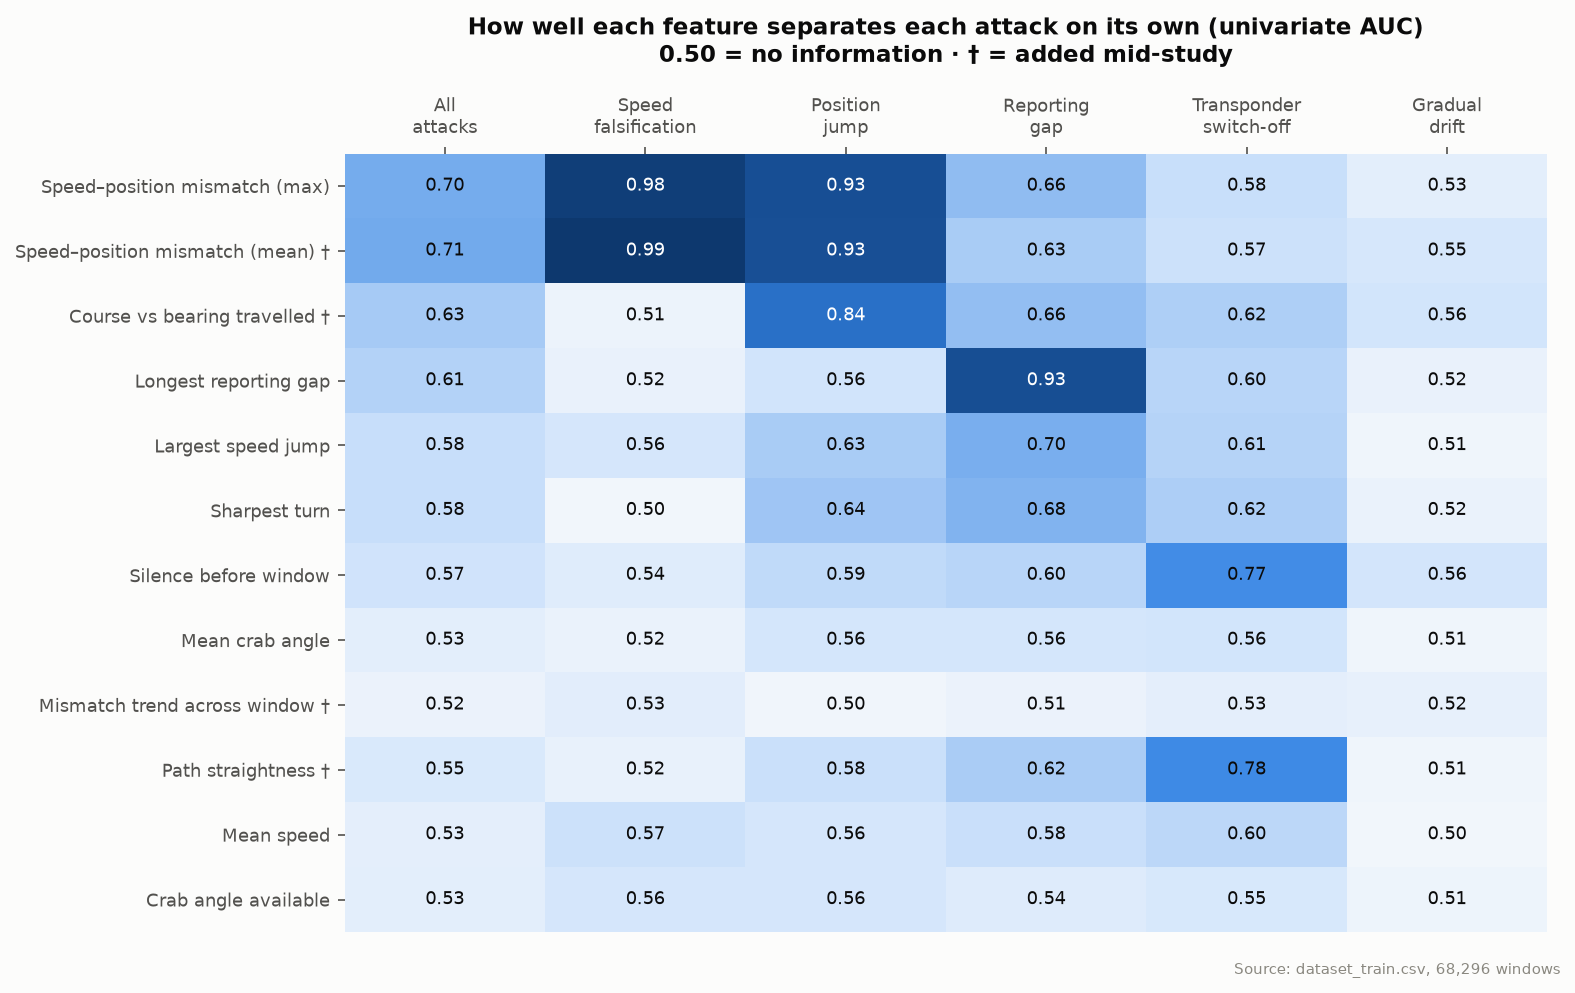 How well each feature separates each attack on its own (univariate AUC)
0.50 = no information · † = added mid-study
All attacks Speed falsification Position jump Reporting gap Transponder switch-off Gradual drift
Speed–position mismatch (max) 0.70 0.98 0.93 0.66 0.58 0.53
Speed–position mismatch (mean) † 0.71 0.99 0.93 0.63 0.57 0.55
Course vs bearing travelled † 0.63 0.51 0.84 0.66 0.62 0.56
Longest reporting gap 0.61 0.52 0.56 0.93 0.60 0.52
Largest speed jump 0.58 0.56 0.63 0.70 0.61 0.51
Sharpest turn 0.58 0.50 0.64 0.68 0.62 0.52
Silence before window 0.57 0.54 0.59 0.60 0.77 0.56
Mean crab angle 0.53 0.52 0.56 0.56 0.56 0.51
Mismatch trend across window † 0.52 0.53 0.50 0.51 0.53 0.52
Path straightness † 0.55 0.52 0.58 0.62 0.78 0.51
Mean speed 0.53 0.57 0.56 0.58 0.60 0.50
Crab angle available 0.53 0.56 0.56 0.54 0.55 0.51
Source: dataset_train.csv, 68,296 windows